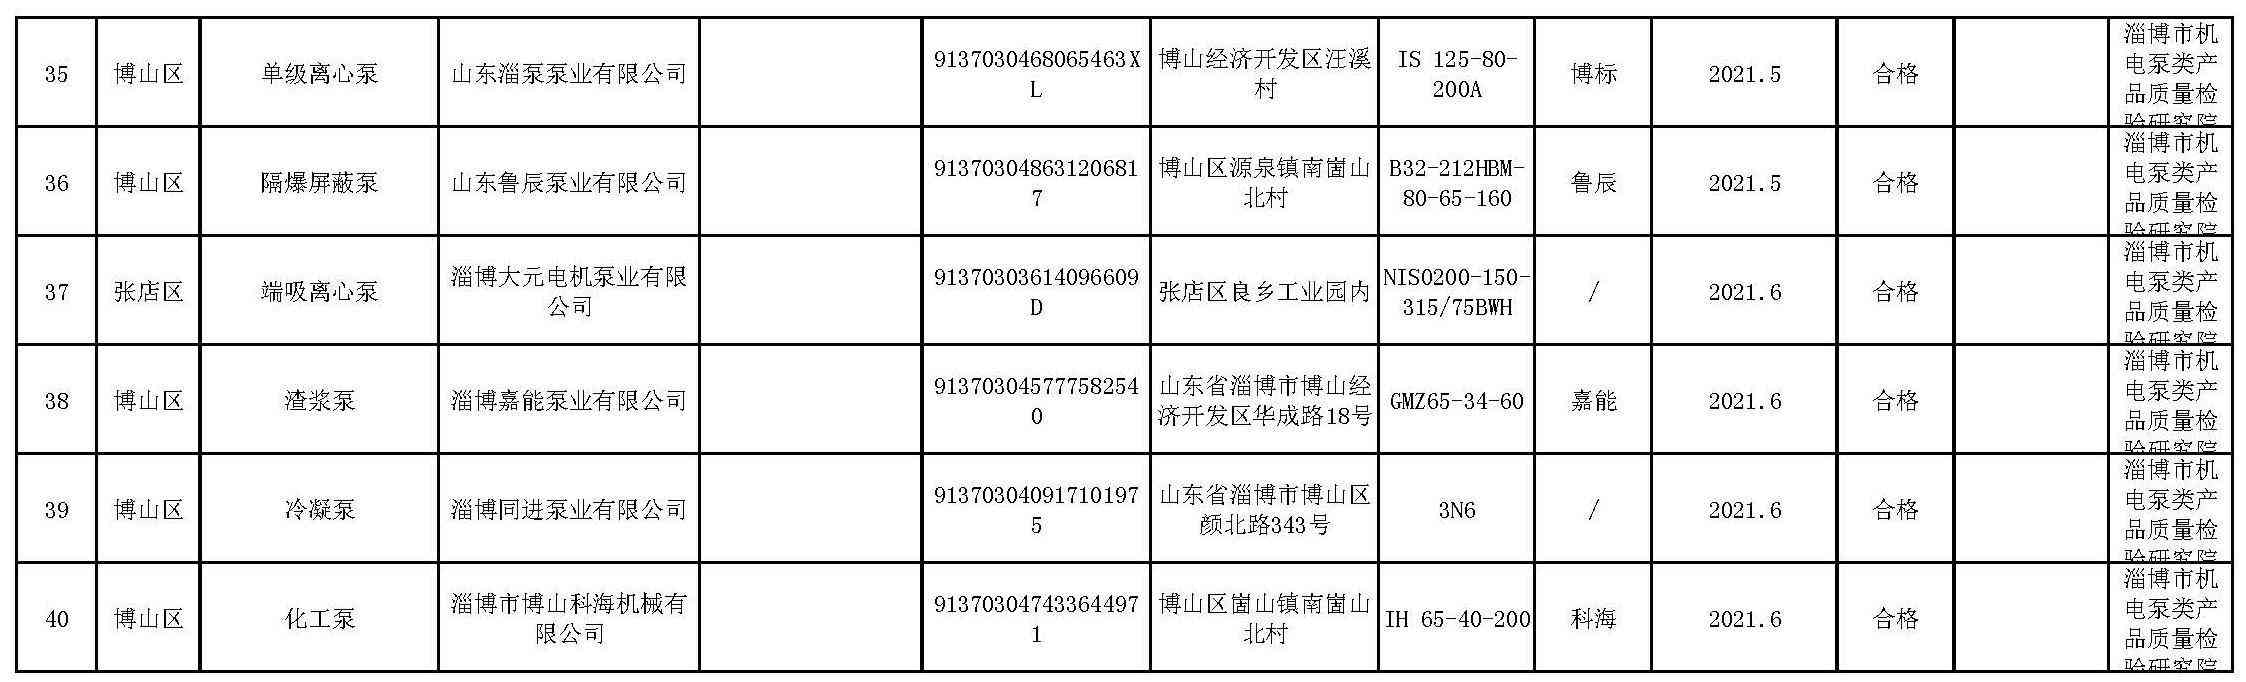 35 博山区 单级离心泵 山东淄泵泵业有限公司 9137030468065463XL 博山经济开发区汪溪村 IS 125-80-200A 博标 2021.5 合格 淄博市机电泵类产品质量检验研究院
36 博山区 隔爆屏蔽泵 山东鲁辰泵业有限公司 913703048631206817 博山区源泉镇南崮山北村 B32-212HBM-80-65-160 鲁辰 2021.5 合格 淄博市机电泵类产品质量检验研究院
37 张店区 端吸离心泵 淄博大元电机泵业有限公司 91370303614096609D 张店区良乡工业园内 NISO200-150-315/75BWH / 2021.6 合格 淄博市机电泵类产品质量检验研究院
38 博山区 渣浆泵 淄博嘉能泵业有限公司 913703045777582540 山东省淄博市博山经济开发区华成路18号 GMZ65-34-60 嘉能 2021.6 合格 淄博市机电泵类产品质量检验研究院
39 博山区 冷凝泵 淄博同进泵业有限公司 913703040917101975 山东省淄博市博山区颜北路343号 3N6 / 2021.6 合格 淄博市机电泵类产品质量检验研究院
40 博山区 化工泵 淄博市博山科海机械有限公司 913703047433644971 博山区崮山镇南崮山北村 IH 65-40-200 科海 2021.6 合格 淄博市机电泵类产品质量检验研究院